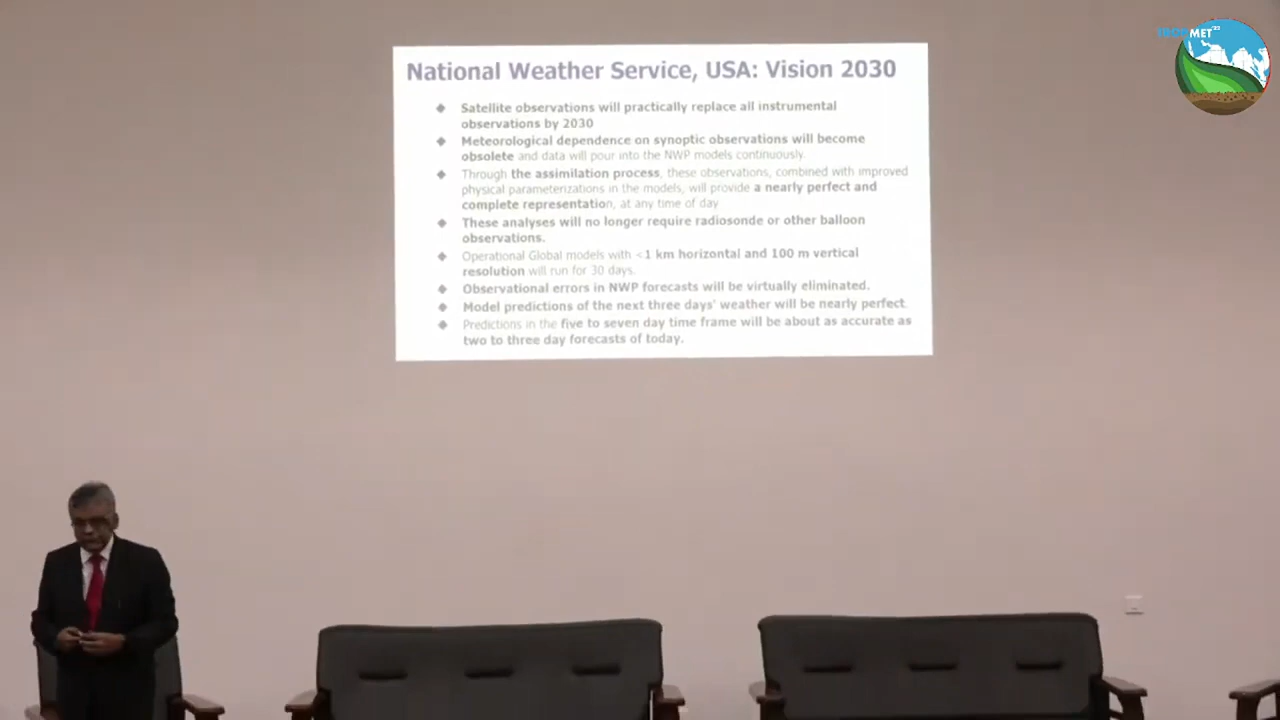 National Weather Service, USA: Vision 2030
Satellite observations will practically replace all instrumental
observations by 2030
Meteorological dependence on synoptic observations will become
obsolete and data will pour into the NWP models continuously.
Through the assimilation process, these observations, combined with improved
physical parameterizations in the models, will provide a nearly perfect and
complete representation, at any time of day
These analyses will no longer require radiosonde or other balloon
observations.
Operational Global models with <1 km horizontal and 100 m vertical
resolution will run for 30 days.
Observational errors in NWP forecasts will be virtually eliminated.
Model predictions of the next three days' weather will be nearly perfect
Predictions in the five to seven day time frame will be about as accurate as
two to three day forecasts of today.
MET